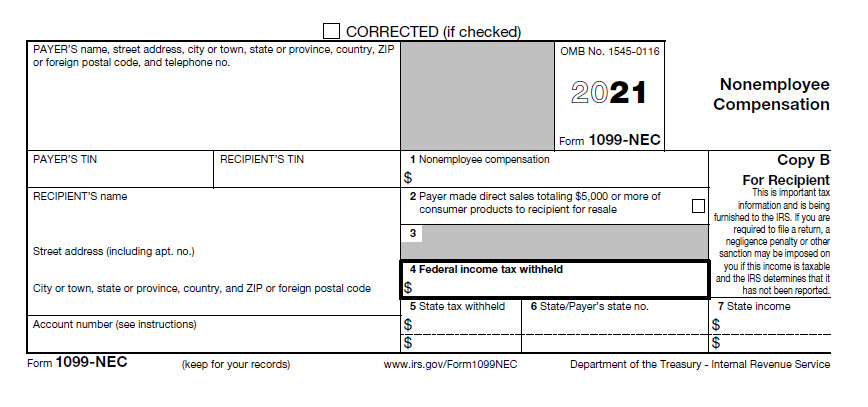 CORRECTED (if checked)
PAYER'S name, street address, city or town, state or province, country, ZIP
or foreign postal code, and telephone no.
OMB No. 1545-0116
2021
Form 1099-NEC
Nonemployee
Compensation
PAYER'S TIN
RECIPIENT'S TIN
1 Nonemployee compensation
$
Copy B
For Recipient
This is important tax
information and is being
furnished to the IRS. If you are
required to file a return, a
negligence penalty or other
sanction may be imposed on
you if this income is taxable
and the IRS determines that it
has not been reported.
RECIPIENT'S name
2 Payer made direct sales totaling $5,000 or more of
consumer products to recipient for resale
3
Street address (including apt. no.)
4 Federal income tax withheld
$
City or town, state or province, country, and ZIP or foreign postal code
5 State tax withheld
6 State/Payer's state no.
7 State income
Account number (see instructions)
$
$
$
$
Form 1099-NEC
(keep for your records)
www.irs.gov/Form1099NEC
Department of the Treasury - Internal Revenue Service